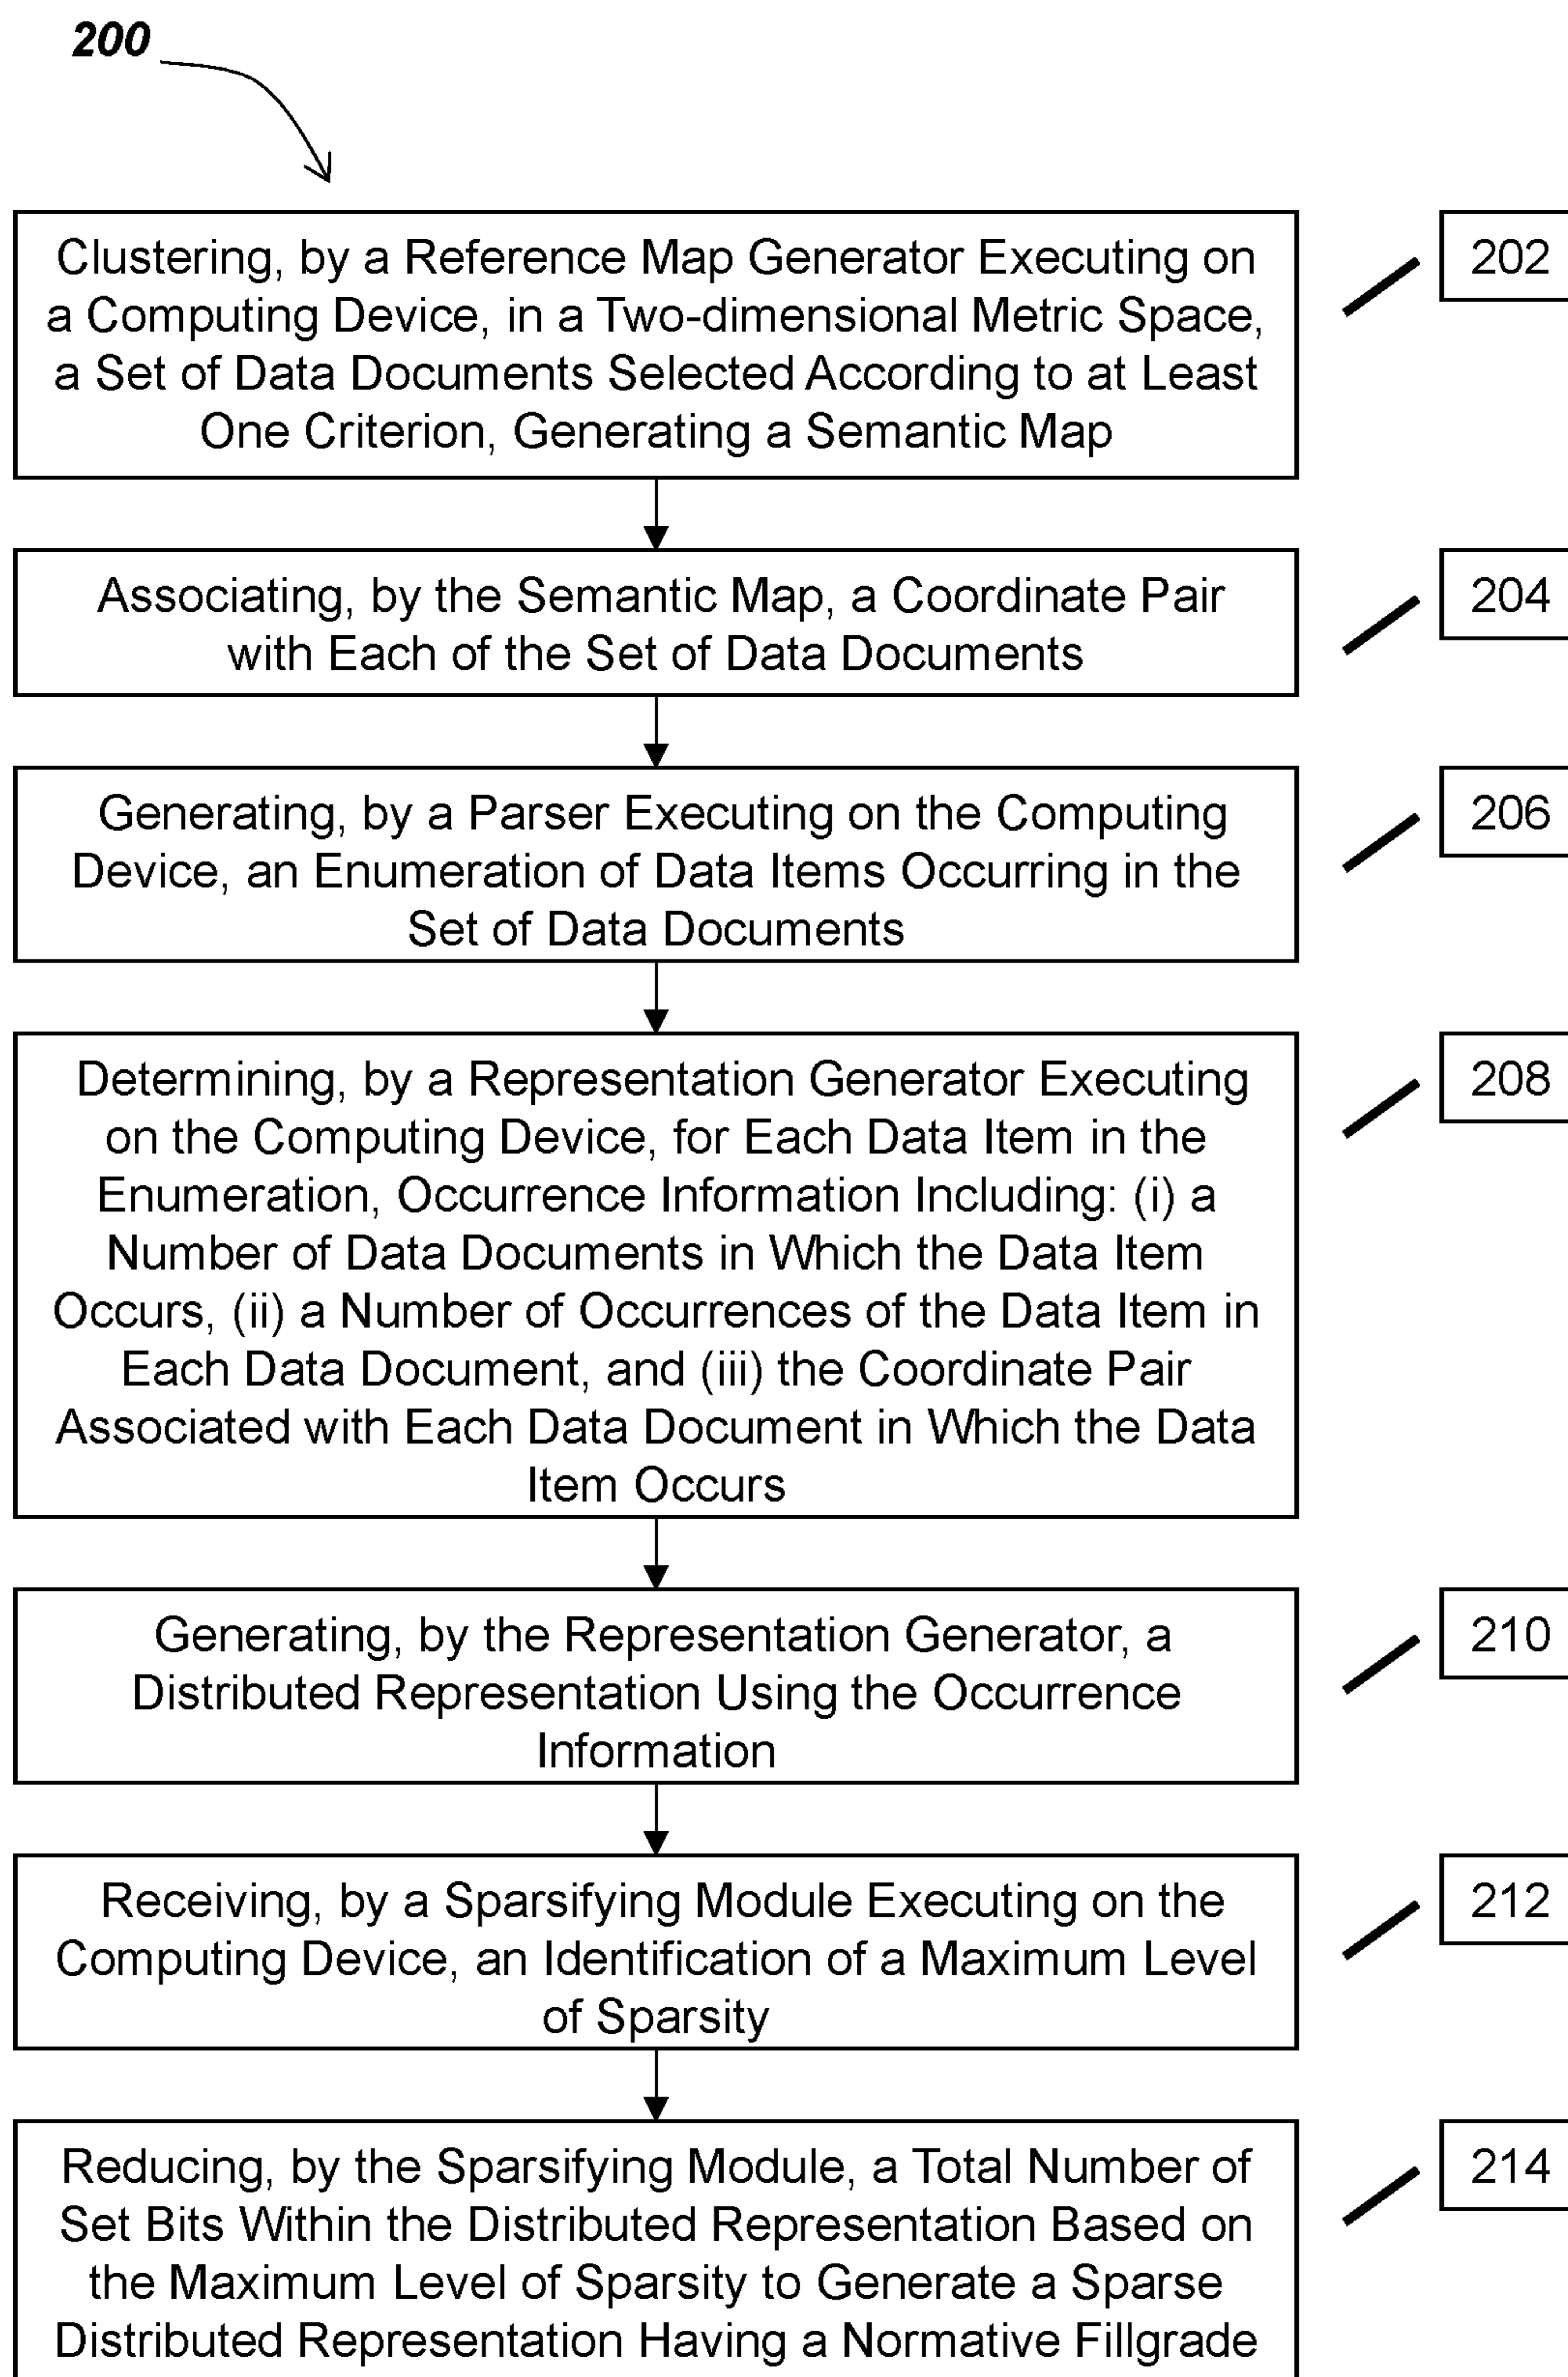 200
Clustering, by a Reference Map Generator Executing on
a Computing Device, in a Two-dimensional Metric Space,
a Set of Data Documents Selected According to at Least
One Criterion, Generating a Semantic Map
202
Associating, by the Semantic Map, a Coordinate Pair
with Each of the Set of Data Documents
204
Generating, by a Parser Executing on the Computing
Device, an Enumeration of Data Items Occurring in the
Set of Data Documents
206
Determining, by a Representation Generator Executing
on the Computing Device, for Each Data Item in the
Enumeration, Occurrence Information Including: (i) a
Number of Data Documents in Which the Data Item
Occurs, (ii) a Number of Occurrences of the Data Item in
Each Data Document, and (iii) the Coordinate Pair
Associated with Each Data Document in Which the Data
Item Occurs
208
Generating, by the Representation Generator, a
Distributed Representation Using the Occurrence
Information
210
Receiving, by a Sparsifying Module Executing on the
Computing Device, an Identification of a Maximum Level
of Sparsity
212
Reducing, by the Sparsifying Module, a Total Number of
Set Bits Within the Distributed Representation Based on
the Maximum Level of Sparsity to Generate a Sparse
Distributed Representation Having a Normative Fillgrade
214